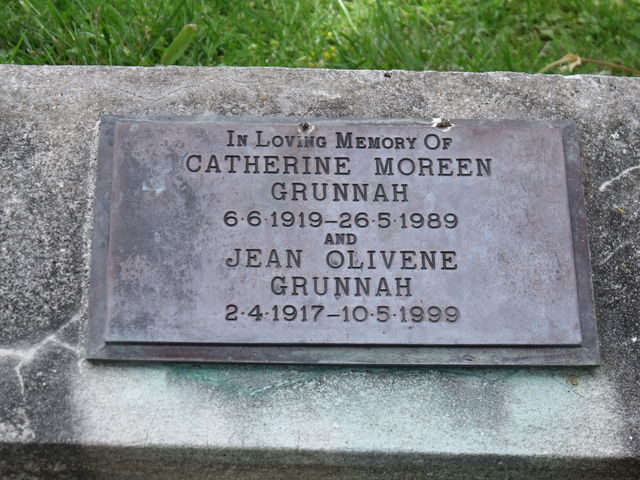 In Loving Memory Of
CATHERINE MOREEN
GRUNNAH
6·6·1919–26·5·1989
AND
JEAN OLIVENE
GRUNNAH
2·4·1917–10·5·1999